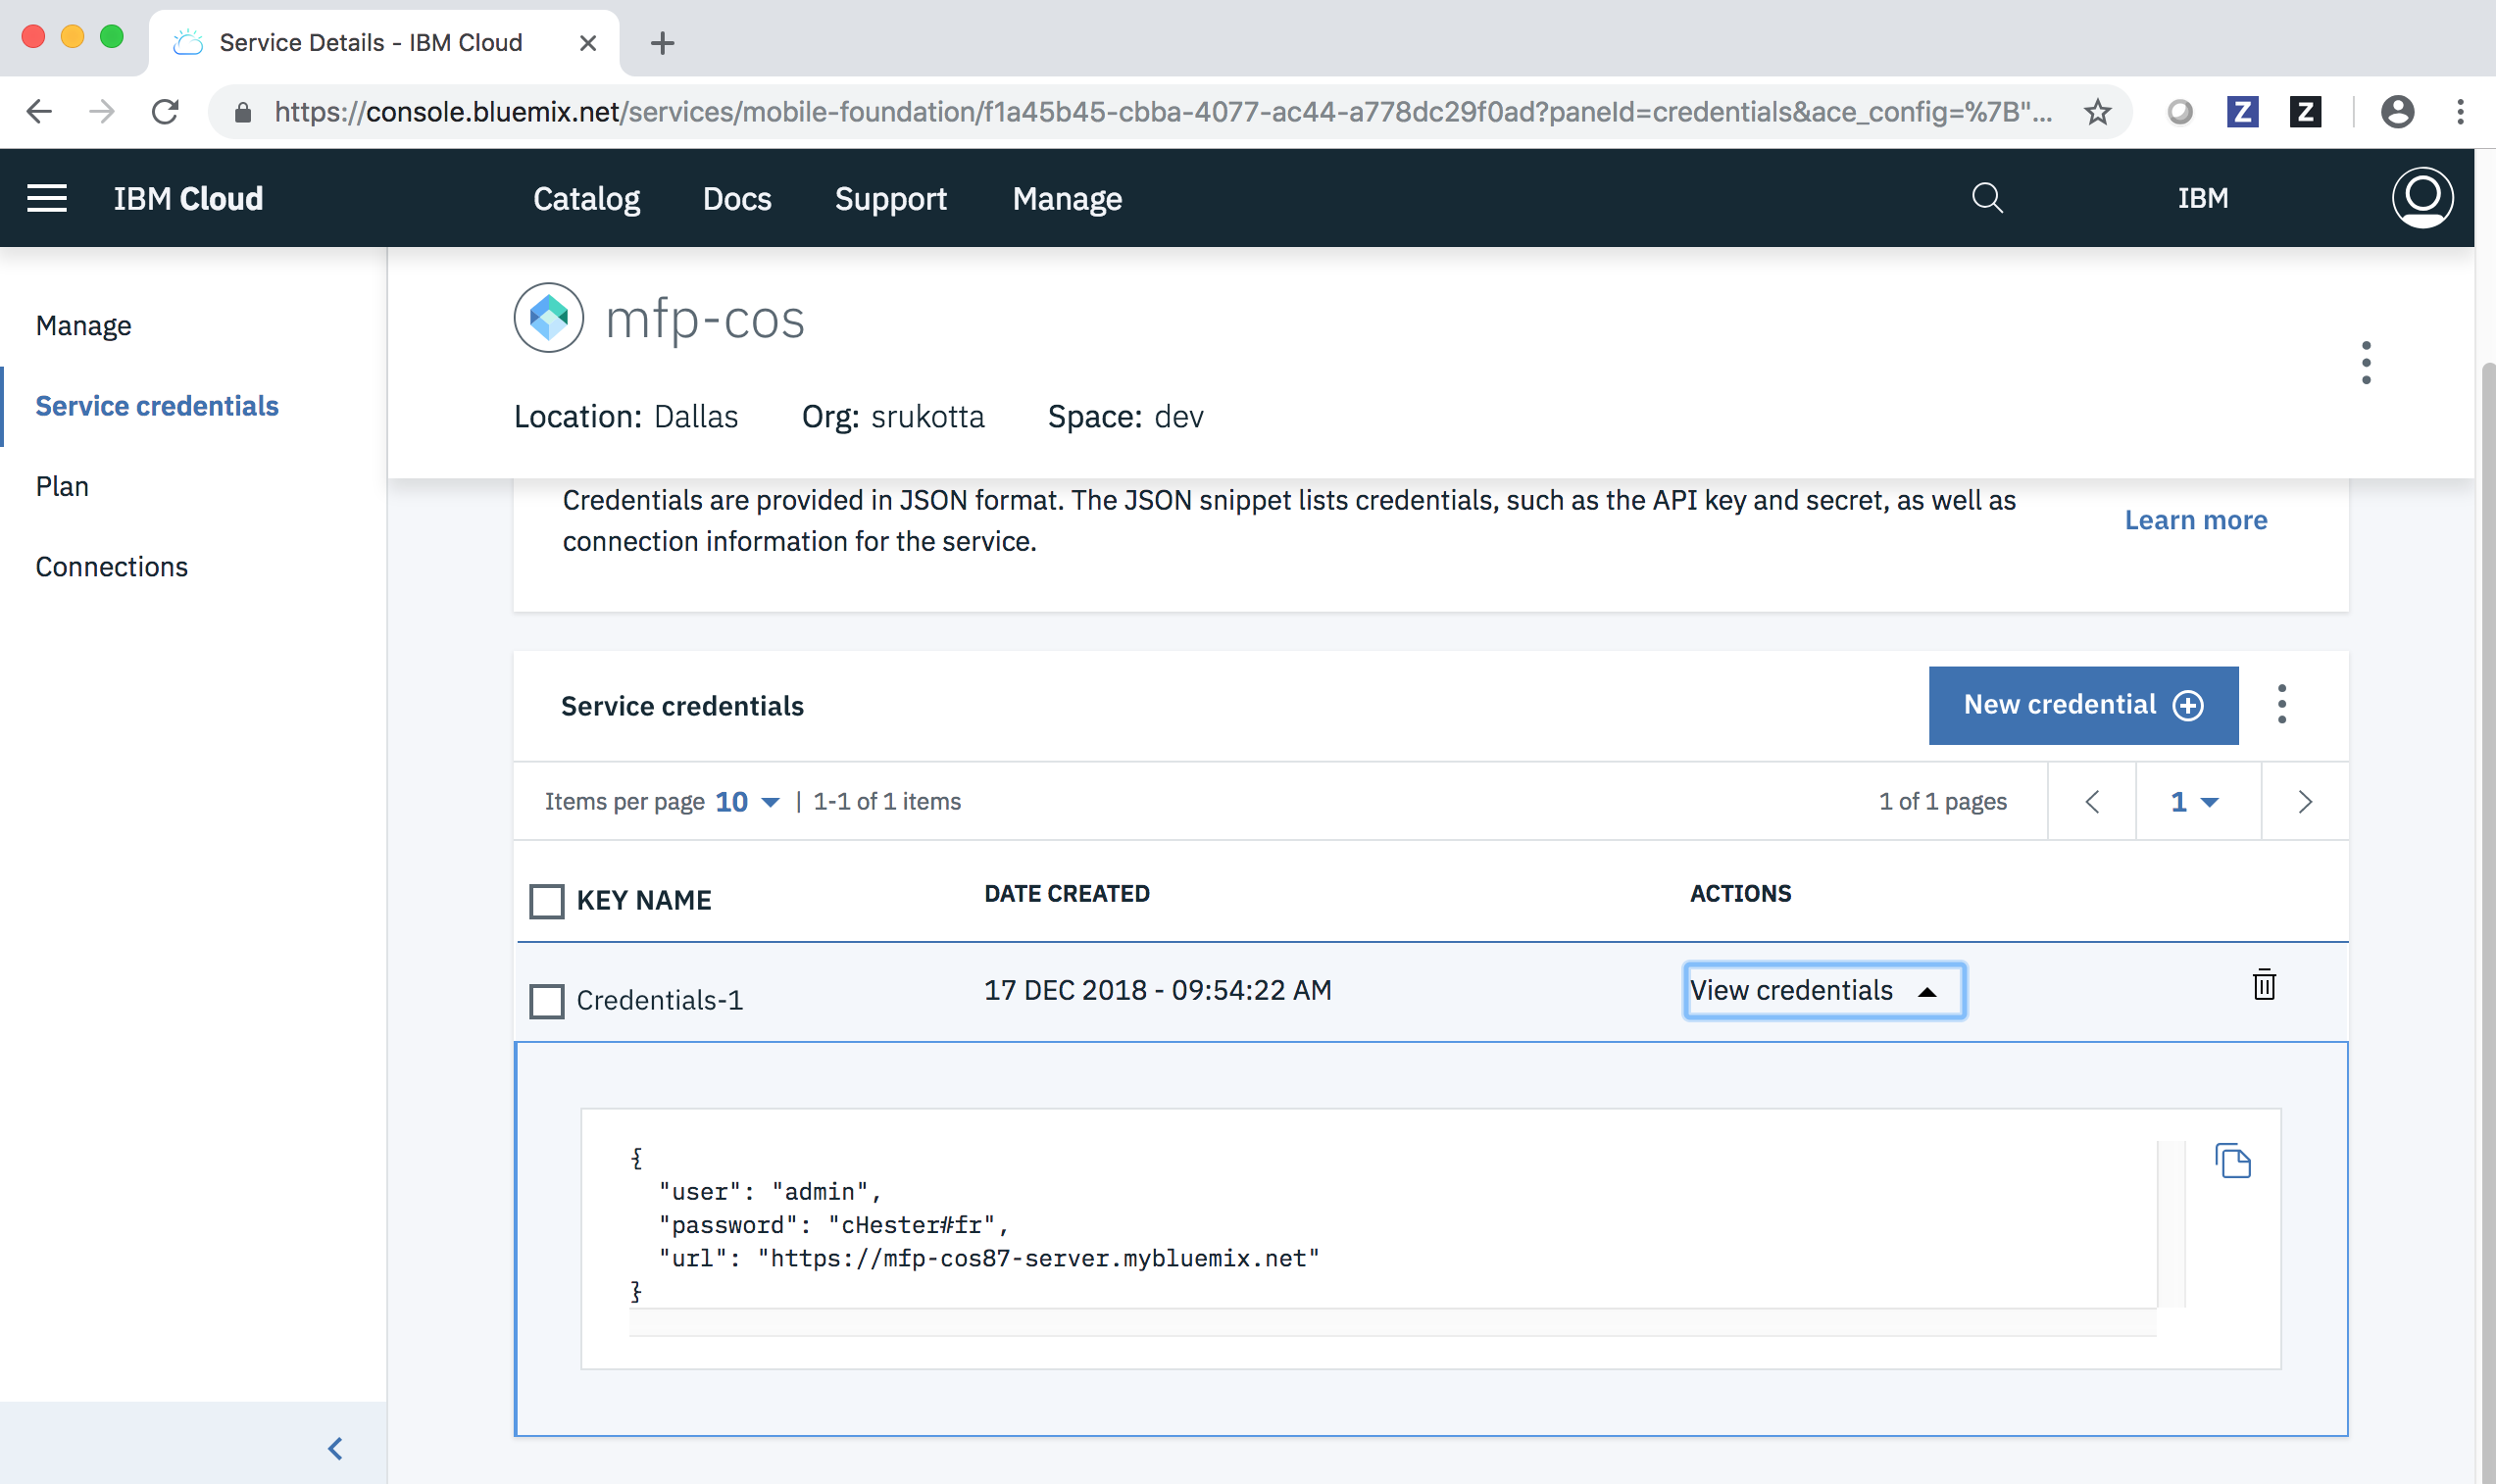 Service Details - IBM Cloud
https://console.bluemix.net/services/mobile-foundation/f1a45b45-cbba-4077-ac44-a778dc29f0ad?paneId=credentials&ace_config=%7B"...
Z
Z
IBM Cloud
Catalog
Docs
Support
Manage
IBM
Manage
Service credentials
Plan
Connections
mfp-cos
Location: Dallas
Org: srukotta
Space: dev
Credentials are provided in JSON format. The JSON snippet lists credentials, such as the API key and secret, as well as
connection information for the service.
Learn more
Service credentials
New credential
Items per page 10 | 1-1 of 1 items
1 of 1 pages
1
KEY NAME
DATE CREATED
ACTIONS
Credentials-1
17 DEC 2018 - 09:54:22 AM
View credentials
{
"user": "admin",
"password": "cHester#fr",
"url": "https://mfp-cos87-server.mybluemix.net"
}